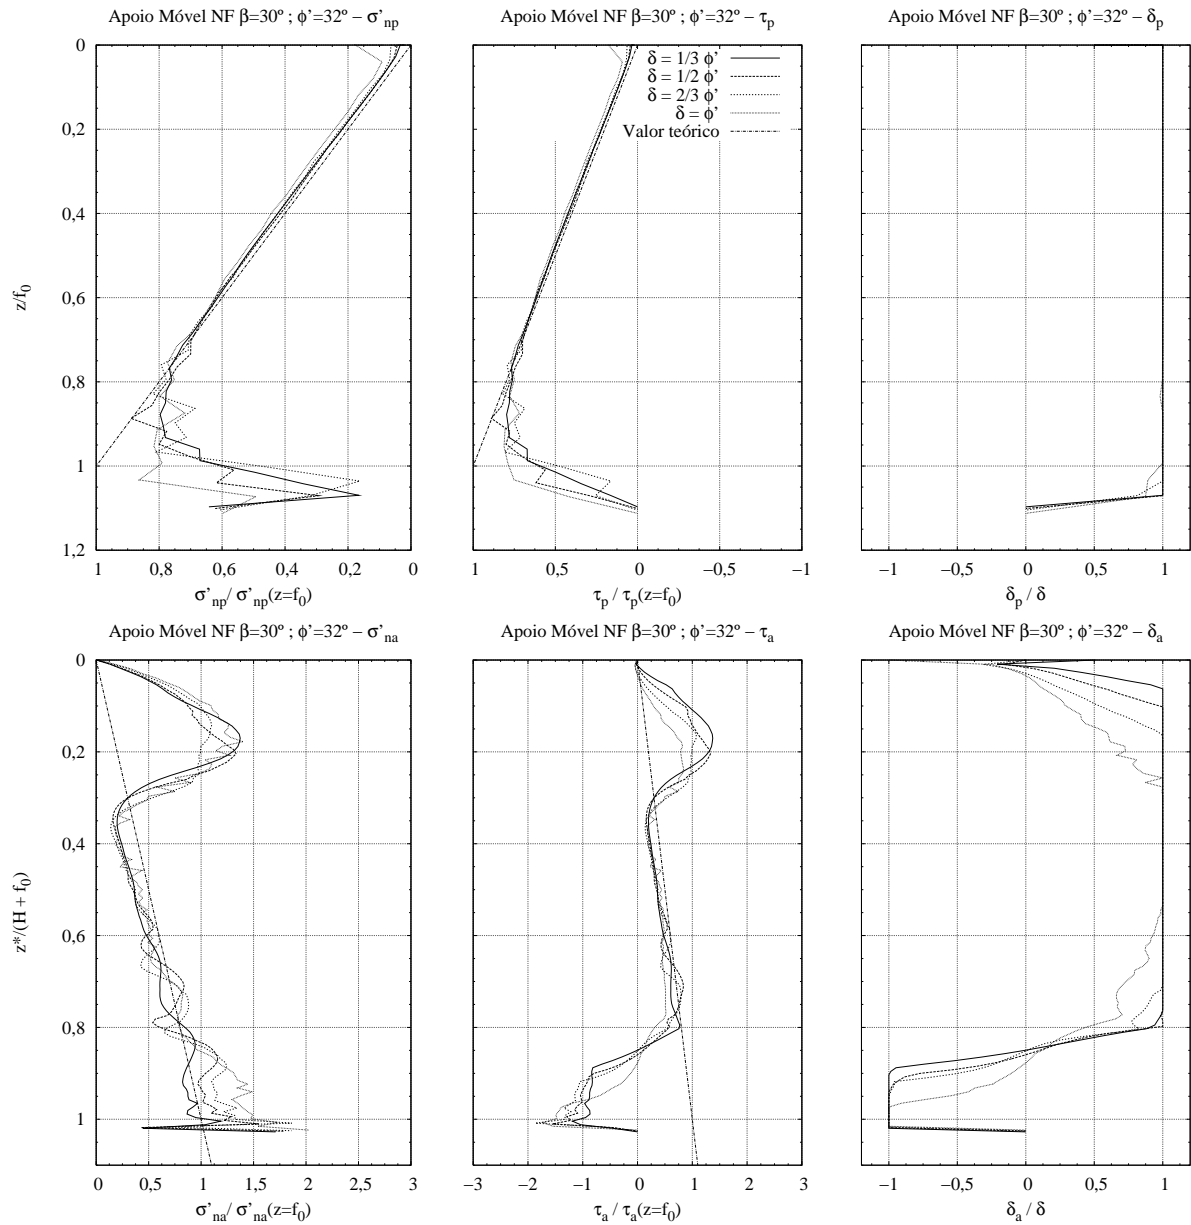 Apoio Móvel NF β=30º ; ϕ’=32º – σ’np
0
0,2
0,4
0,6
0,8
1
1,2
z/f0
1 0,8 0,6 0,4 0,2 0
σ’np/ σ’np(z=f0)
Apoio Móvel NF β=30º ; ϕ’=32º – τp
δ = 1/3 ϕ’
δ = 1/2 ϕ’
δ = 2/3 ϕ’
δ = ϕ’
Valor teórico
1 0,5 0 −0,5 −1
τp / τp(z=f0)
Apoio Móvel NF β=30º ; ϕ’=32º – δp
−1 −0,5 0 0,5 1
δp / δ
Apoio Móvel NF β=30º ; ϕ’=32º – σ’na
0
0,2
0,4
0,6
0,8
1
z*/(H + f0)
0 0,5 1 1,5 2 2,5 3
σ’na/ σ’na(z=f0)
Apoio Móvel NF β=30º ; ϕ’=32º – τa
−3 −2 −1 0 1 2 3
τa / τa(z=f0)
Apoio Móvel NF β=30º ; ϕ’=32º – δa
−1 −0,5 0 0,5 1
δa / δ